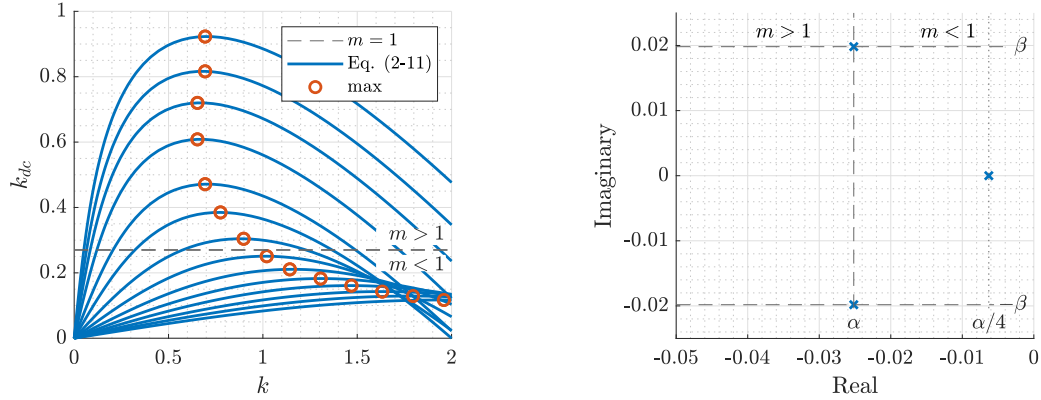 1
0.8
0.6
0.4
0.2
0
0
0.5
1
1.5
2
k_dc
k
m = 1
Eq. (2-11)
max
m > 1
m < 1
m > 1
m < 1
β
-β
α
α/4
0.02
0.01
0
-0.01
-0.02
-0.05
-0.04
-0.03
-0.02
-0.01
0
Imaginary
Real